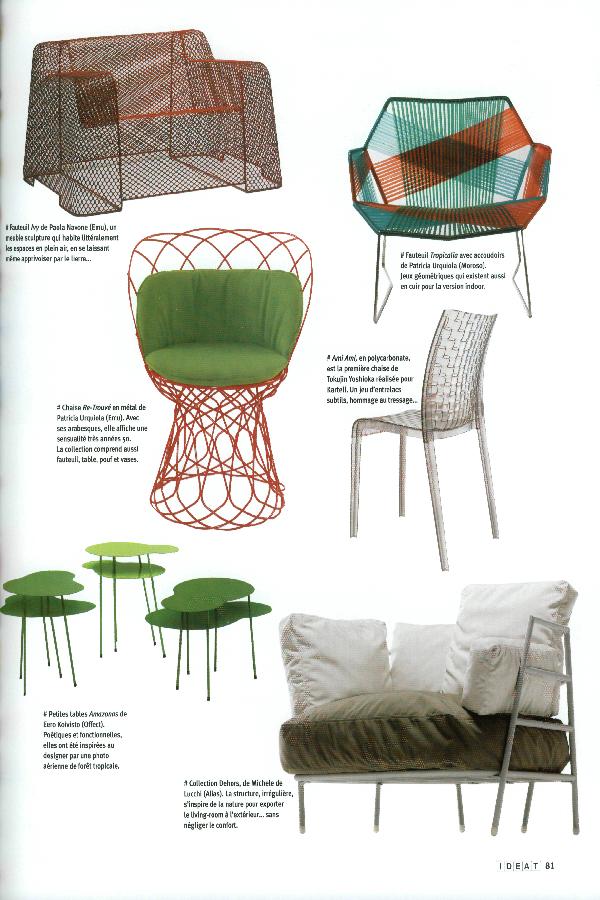 # Fauteuil Ivy de Paola Navone (Emu), un
meuble sculpture qui habite littéralement
les espaces en plein air, en se laissant
même apprivoiser par le lierre...
# Fauteuil Tropicalia avec accoudoirs
de Patricia Urquiola (Moroso).
Jeux géométriques qui existent aussi
en cuir pour la version indoor.
# Ami Ami, en polycarbonate,
est la première chaise de
Tokujin Yoshioka réalisée pour
Kartell. Un jeu d'entrelacs
subtils, hommage au tressage...
# Chaise Re-Trouvé en métal de
Patricia Urquiola (Emu). Avec
ses arabesques, elle affiche une
sensualité très années 50.
La collection comprend aussi
fauteuil, table, pouf et vases.
# Petites tables Amazonas de
Eero Koivisto (Offect).
Poétiques et fonctionnelles,
elles ont été inspirées au
designer par une photo
aérienne de forêt tropicale.
# Collection Dehors, de Michele de
Lucchi (Alias). La structure, irrégulière,
s'inspire de la nature pour exporter
le living-room à l'extérieur... sans
négliger le confort.
IDEAT 81